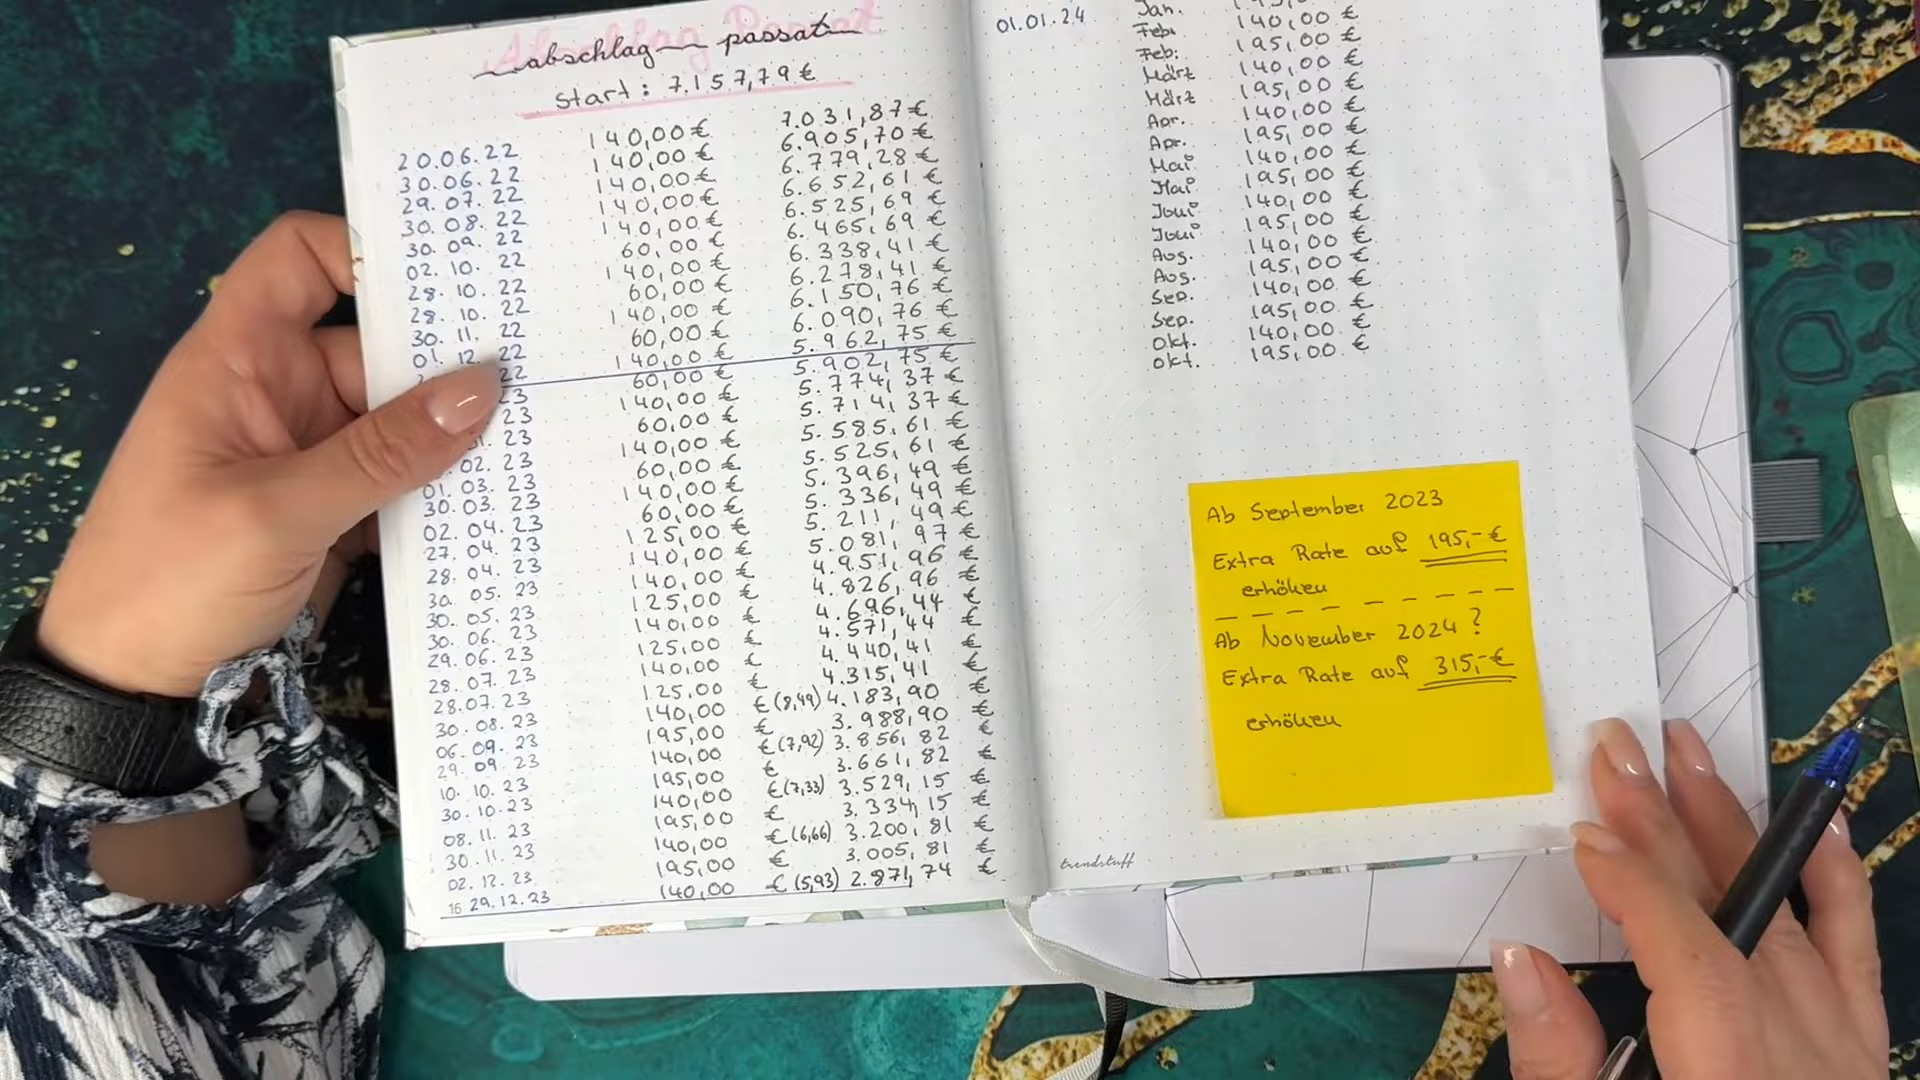 abschlag passat
Start: 7.157,79 €
20.06.22 140,00 € 7.031,87 €
30.06.22 140,00 € 6.905,70 €
29.07.22 140,00 € 6.779,28 €
30.08.22 140,00 € 6.652,61 €
30.09.22 140,00 € 6.525,69 €
02.10.22 60,00 € 6.465,69 €
28.10.22 140,00 € 6.338,41 €
28.10.22 60,00 € 6.278,41 €
30.11.22 140,00 € 6.150,76 €
01.12.22 60,00 € 6.090,76 €
22 140,00 € 5.962,75 €
23 60,00 € 5.902,75 €
23 140,00 € 5.774,37 €
23 60,00 € 5.714,37 €
02.23 140,00 € 5.585,61 €
01.03.23 60,00 € 5.525,61 €
30.03.23 140,00 € 5.396,49 €
02.04.23 60,00 € 5.336,49 €
27.04.23 125,00 € 5.211,49 €
28.04.23 140,00 € 5.081,97 €
30.05.23 140,00 € 4.951,96 €
30.05.23 125,00 € 4.826,96 €
30.06.23 140,00 € 4.696,44 €
29.06.23 125,00 € 4.571,44 €
28.07.23 140,00 € 4.440,41 €
28.07.23 125,00 € 4.315,41 €
30.08.23 140,00 € (8,49) 4.183,90 €
06.09.23 195,00 € 3.988,90 €
29.09.23 140,00 € (7,92) 3.856,82 €
10.10.23 195,00 € 3.661,82 €
30.10.23 140,00 € (7,33) 3.529,15 €
08.11.23 195,00 € 3.334,15 €
30.11.23 140,00 € (6,66) 3.200,81 €
02.12.23 195,00 € 3.005,81 €
29.12.23 140,00 € (5,93) 2.871,74 €
16
01.01.24 Jan.
Feb. 140,00 €
Feb. 195,00 €
März 140,00 €
März 195,00 €
Apr. 140,00 €
Apr. 195,00 €
Mai 140,00 €
Mai 195,00 €
Juni 140,00 €
Juni 195,00 €
Aug. 140,00 €
Aug. 195,00 €
Sep. 140,00 €
Sep. 195,00 €
Okt. 140,00 €
Okt. 195,00 €
Ab September 2023
Extra Rate auf 195,- €
erhöhen
Ab November 2024?
Extra Rate auf 315,- €
erhöhen
trendstuff